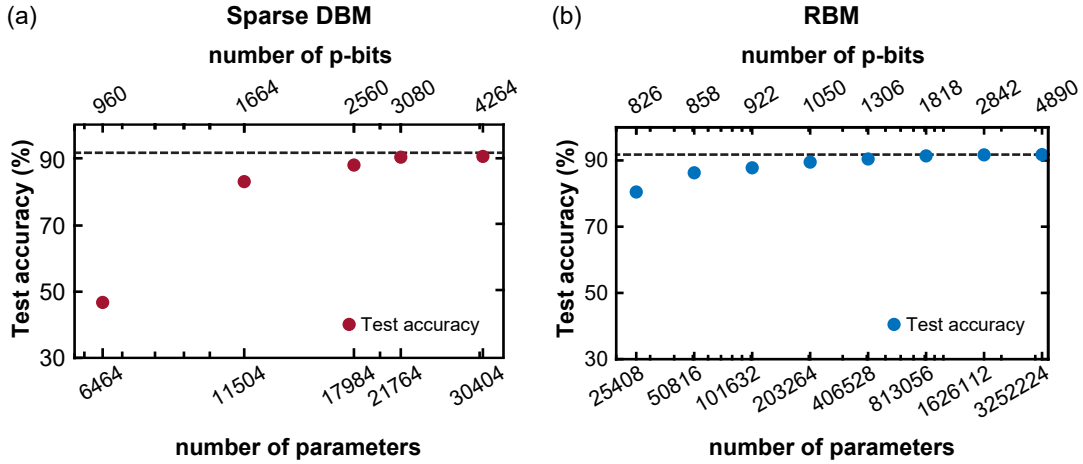 (a)
Sparse DBM
number of p-bits
960
1664
2560
3080
4264
Test accuracy (%)
90
70
50
30
Test accuracy
6464
11504
17984
21764
30404
number of parameters
(b)
RBM
number of p-bits
826
858
922
1050
1306
1818
2842
4890
Test accuracy (%)
90
70
50
30
Test accuracy
25408
50816
101632
203264
406528
813056
1626112
3252224
number of parameters